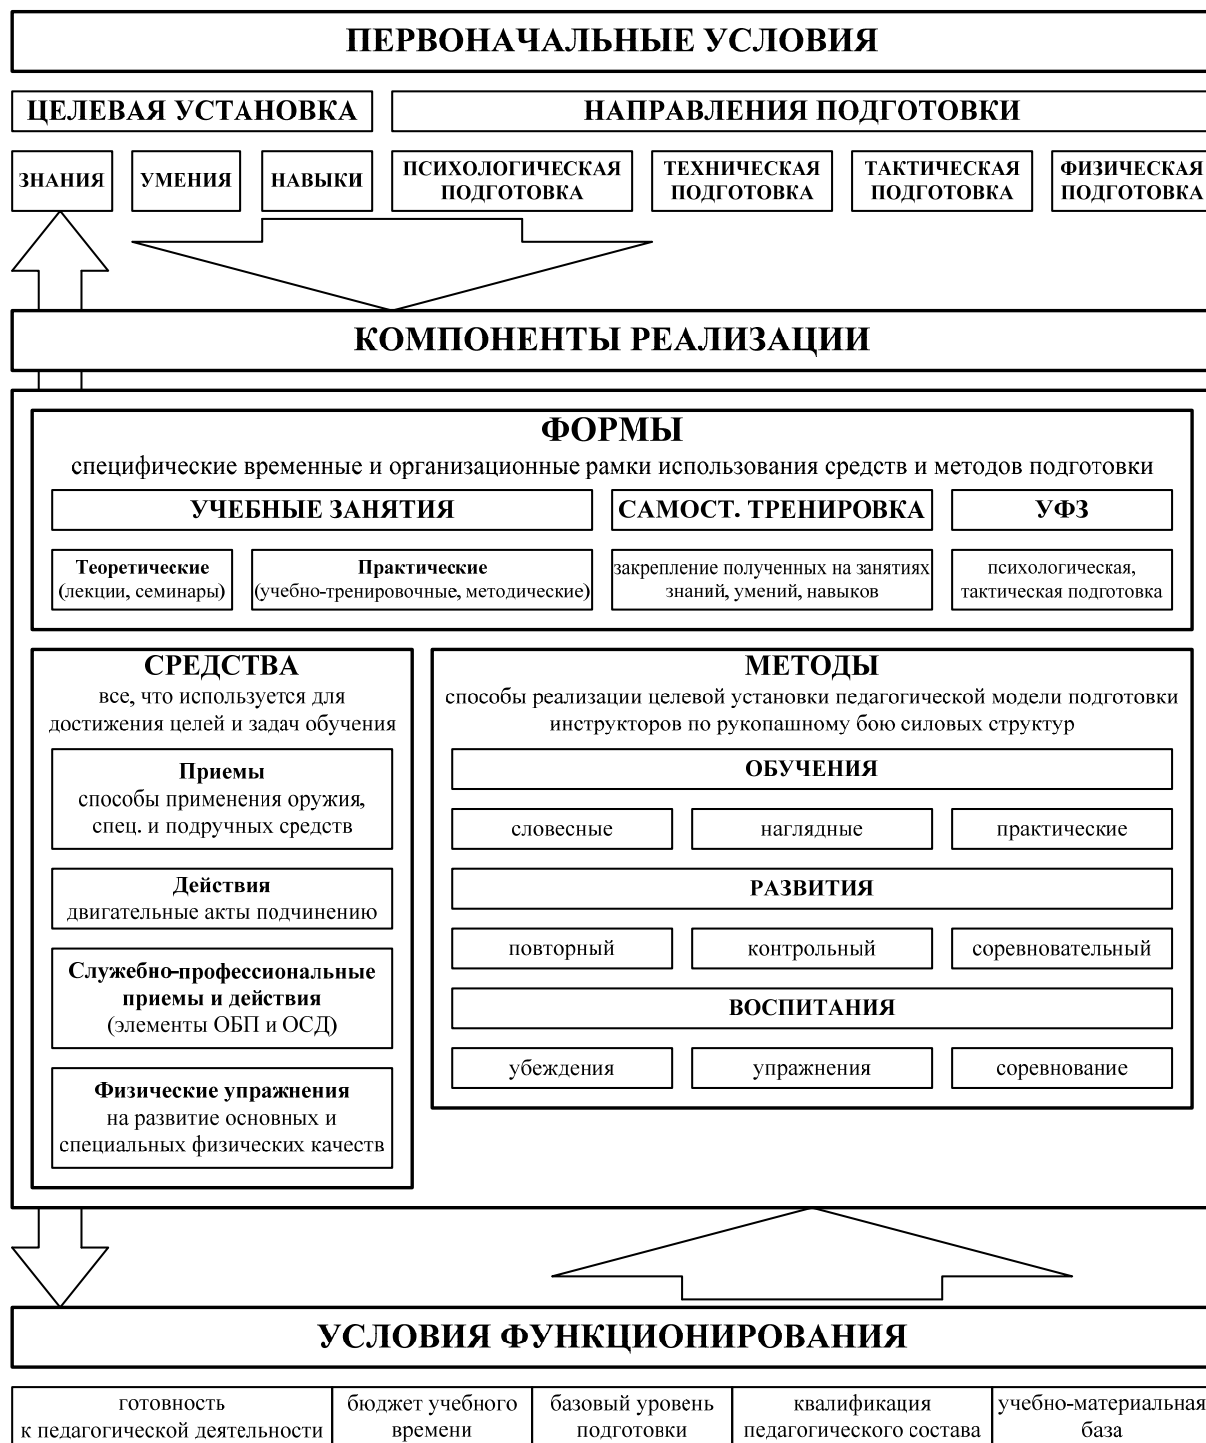 ПЕРВОНАЧАЛЬНЫЕ УСЛОВИЯ
ЦЕЛЕВАЯ УСТАНОВКА
НАПРАВЛЕНИЯ ПОДГОТОВКИ
ЗНАНИЯ
УМЕНИЯ
НАВЫКИ
ПСИХОЛОГИЧЕСКАЯ
ПОДГОТОВКА
ТЕХНИЧЕСКАЯ
ПОДГОТОВКА
ТАКТИЧЕСКАЯ
ПОДГОТОВКА
ФИЗИЧЕСКАЯ
ПОДГОТОВКА
КОМПОНЕНТЫ РЕАЛИЗАЦИИ
ФОРМЫ
специфические временные и организационные рамки использования средств и методов подготовки
УЧЕБНЫЕ ЗАНЯТИЯ
САМОСТ. ТРЕНИРОВКА
УФЗ
Теоретические
(лекции, семинары)
Практические
(учебно-тренировочные, методические)
закрепление полученных на занятиях
знаний, умений, навыков
психологическая,
тактическая подготовка
СРЕДСТВА
все, что используется для
достижения целей и задач обучения
Приемы
способы применения оружия,
спец. и подручных средств
Действия
двигательные акты подчинению
Служебно-профессиональные
приемы и действия
(элементы ОБП и ОСД)
Физические упражнения
на развитие основных и
специальных физических качеств
МЕТОДЫ
способы реализации целевой установки педагогической модели подготовки
инструкторов по рукопашному бою силовых структур
ОБУЧЕНИЯ
словесные
наглядные
практические
РАЗВИТИЯ
повторный
контрольный
соревновательный
ВОСПИТАНИЯ
убеждения
упражнения
соревнование
УСЛОВИЯ ФУНКЦИОНИРОВАНИЯ
готовность
к педагогической деятельности
бюджет учебного
времени
базовый уровень
подготовки
квалификация
педагогического состава
учебно-материальная
база